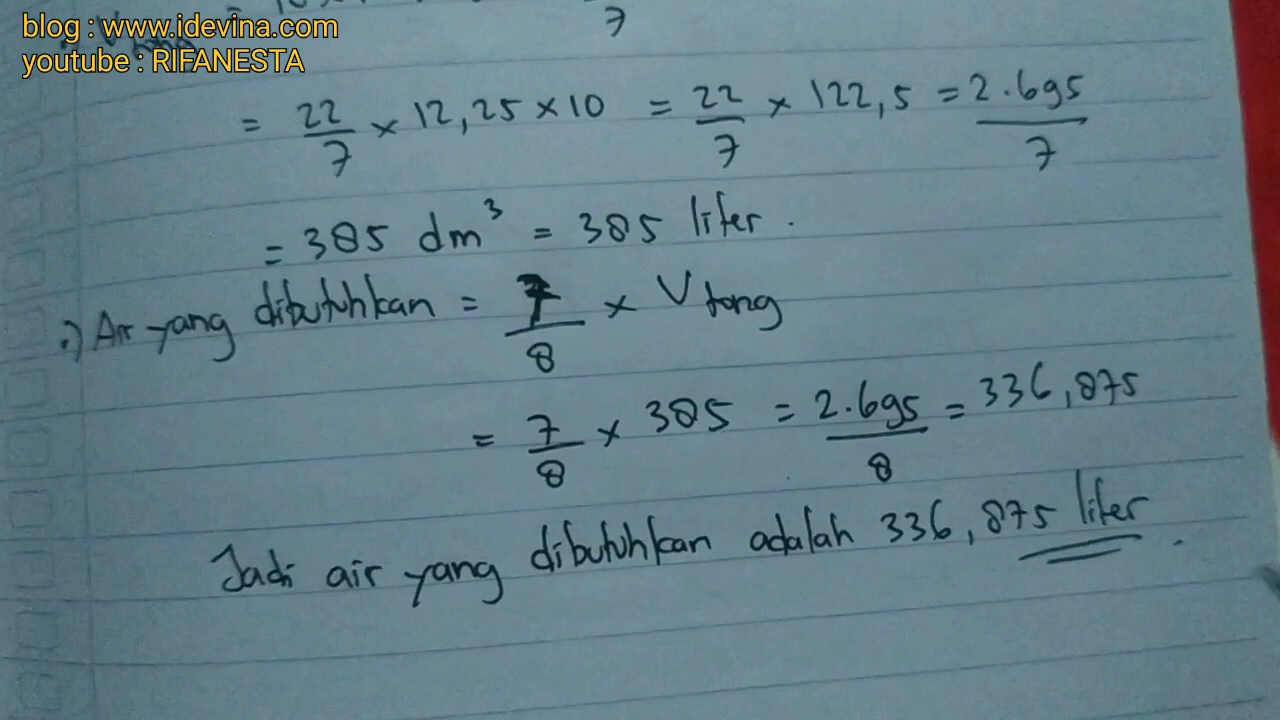 blog : www.idevina.com
youtube : RIFANESTA
7
= 22/7 × 12,25 × 10 = 22/7 × 122,5 = 2.695/7
= 385 dm³ = 385 liter.
•) Air yang dibutuhkan = 7/8 × V tong
= 7/8 × 385 = 2.695/8 = 336,875
Jadi air yang dibutuhkan adalah 336,875 liter.